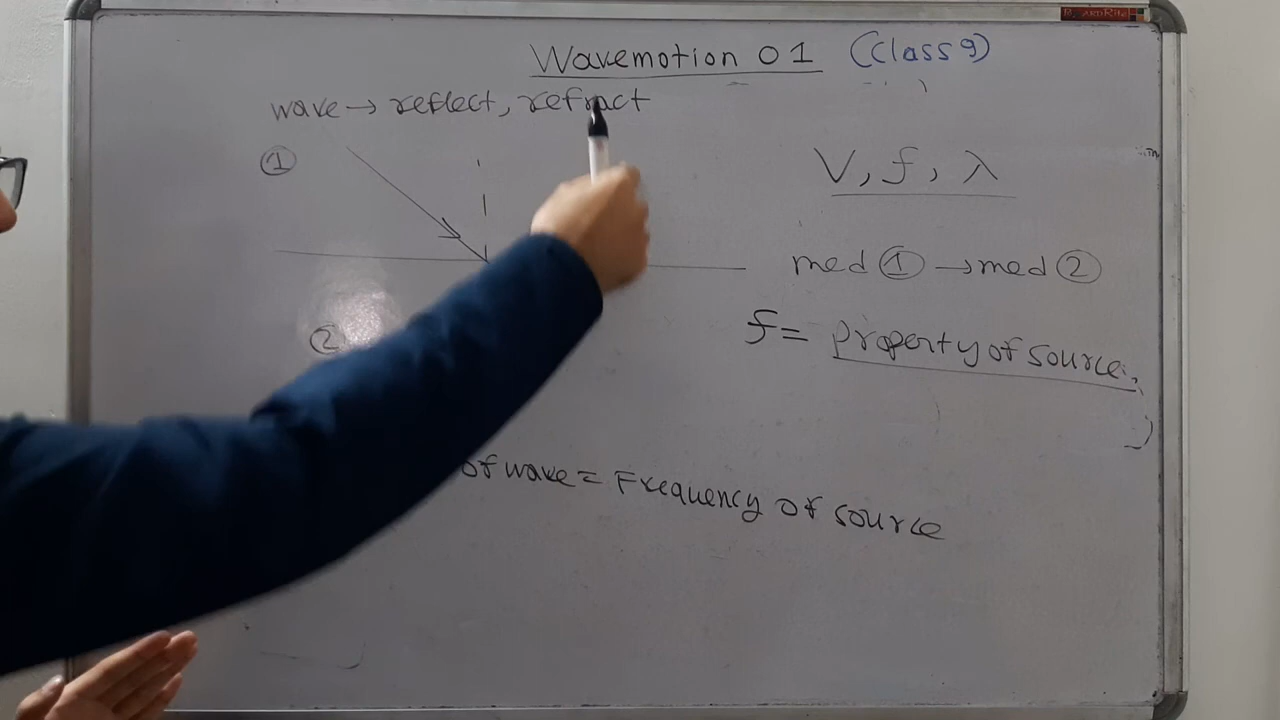 Wavemotion 01 (Class 9)
wave → reflect, refract
①
V, f, λ
med ① → med ②
②
f = Property of source.
of wave = Frequency of source